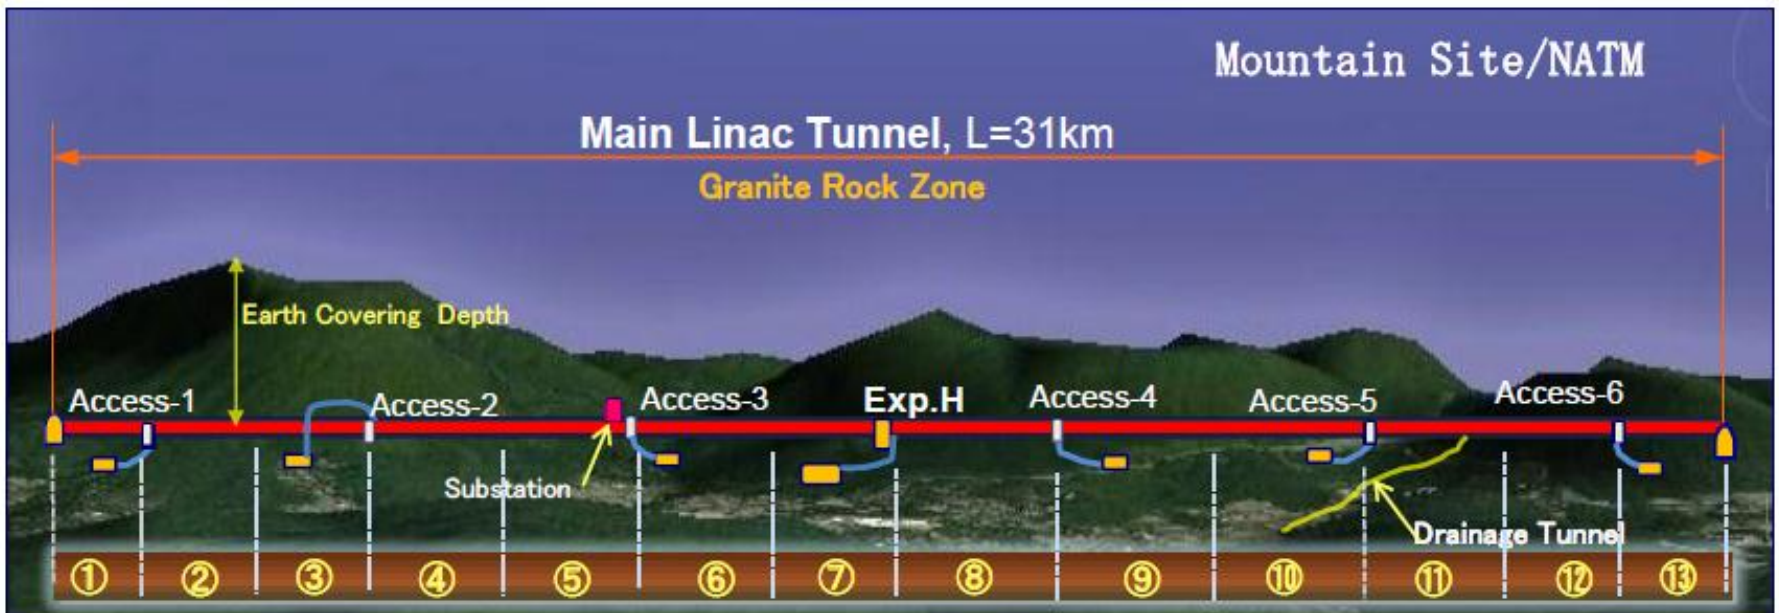 Mountain Site/NATM
Main Linac Tunnel, L=31km
Granite Rock Zone
Earth Covering Depth
Access-1
Access-2
Access-3
Exp.H
Access-4
Access-5
Access-6
Substation
Drainage Tunnel
① ② ③ ④ ⑤ ⑥ ⑦ ⑧ ⑨ ⑩ ⑪ ⑫ ⑬